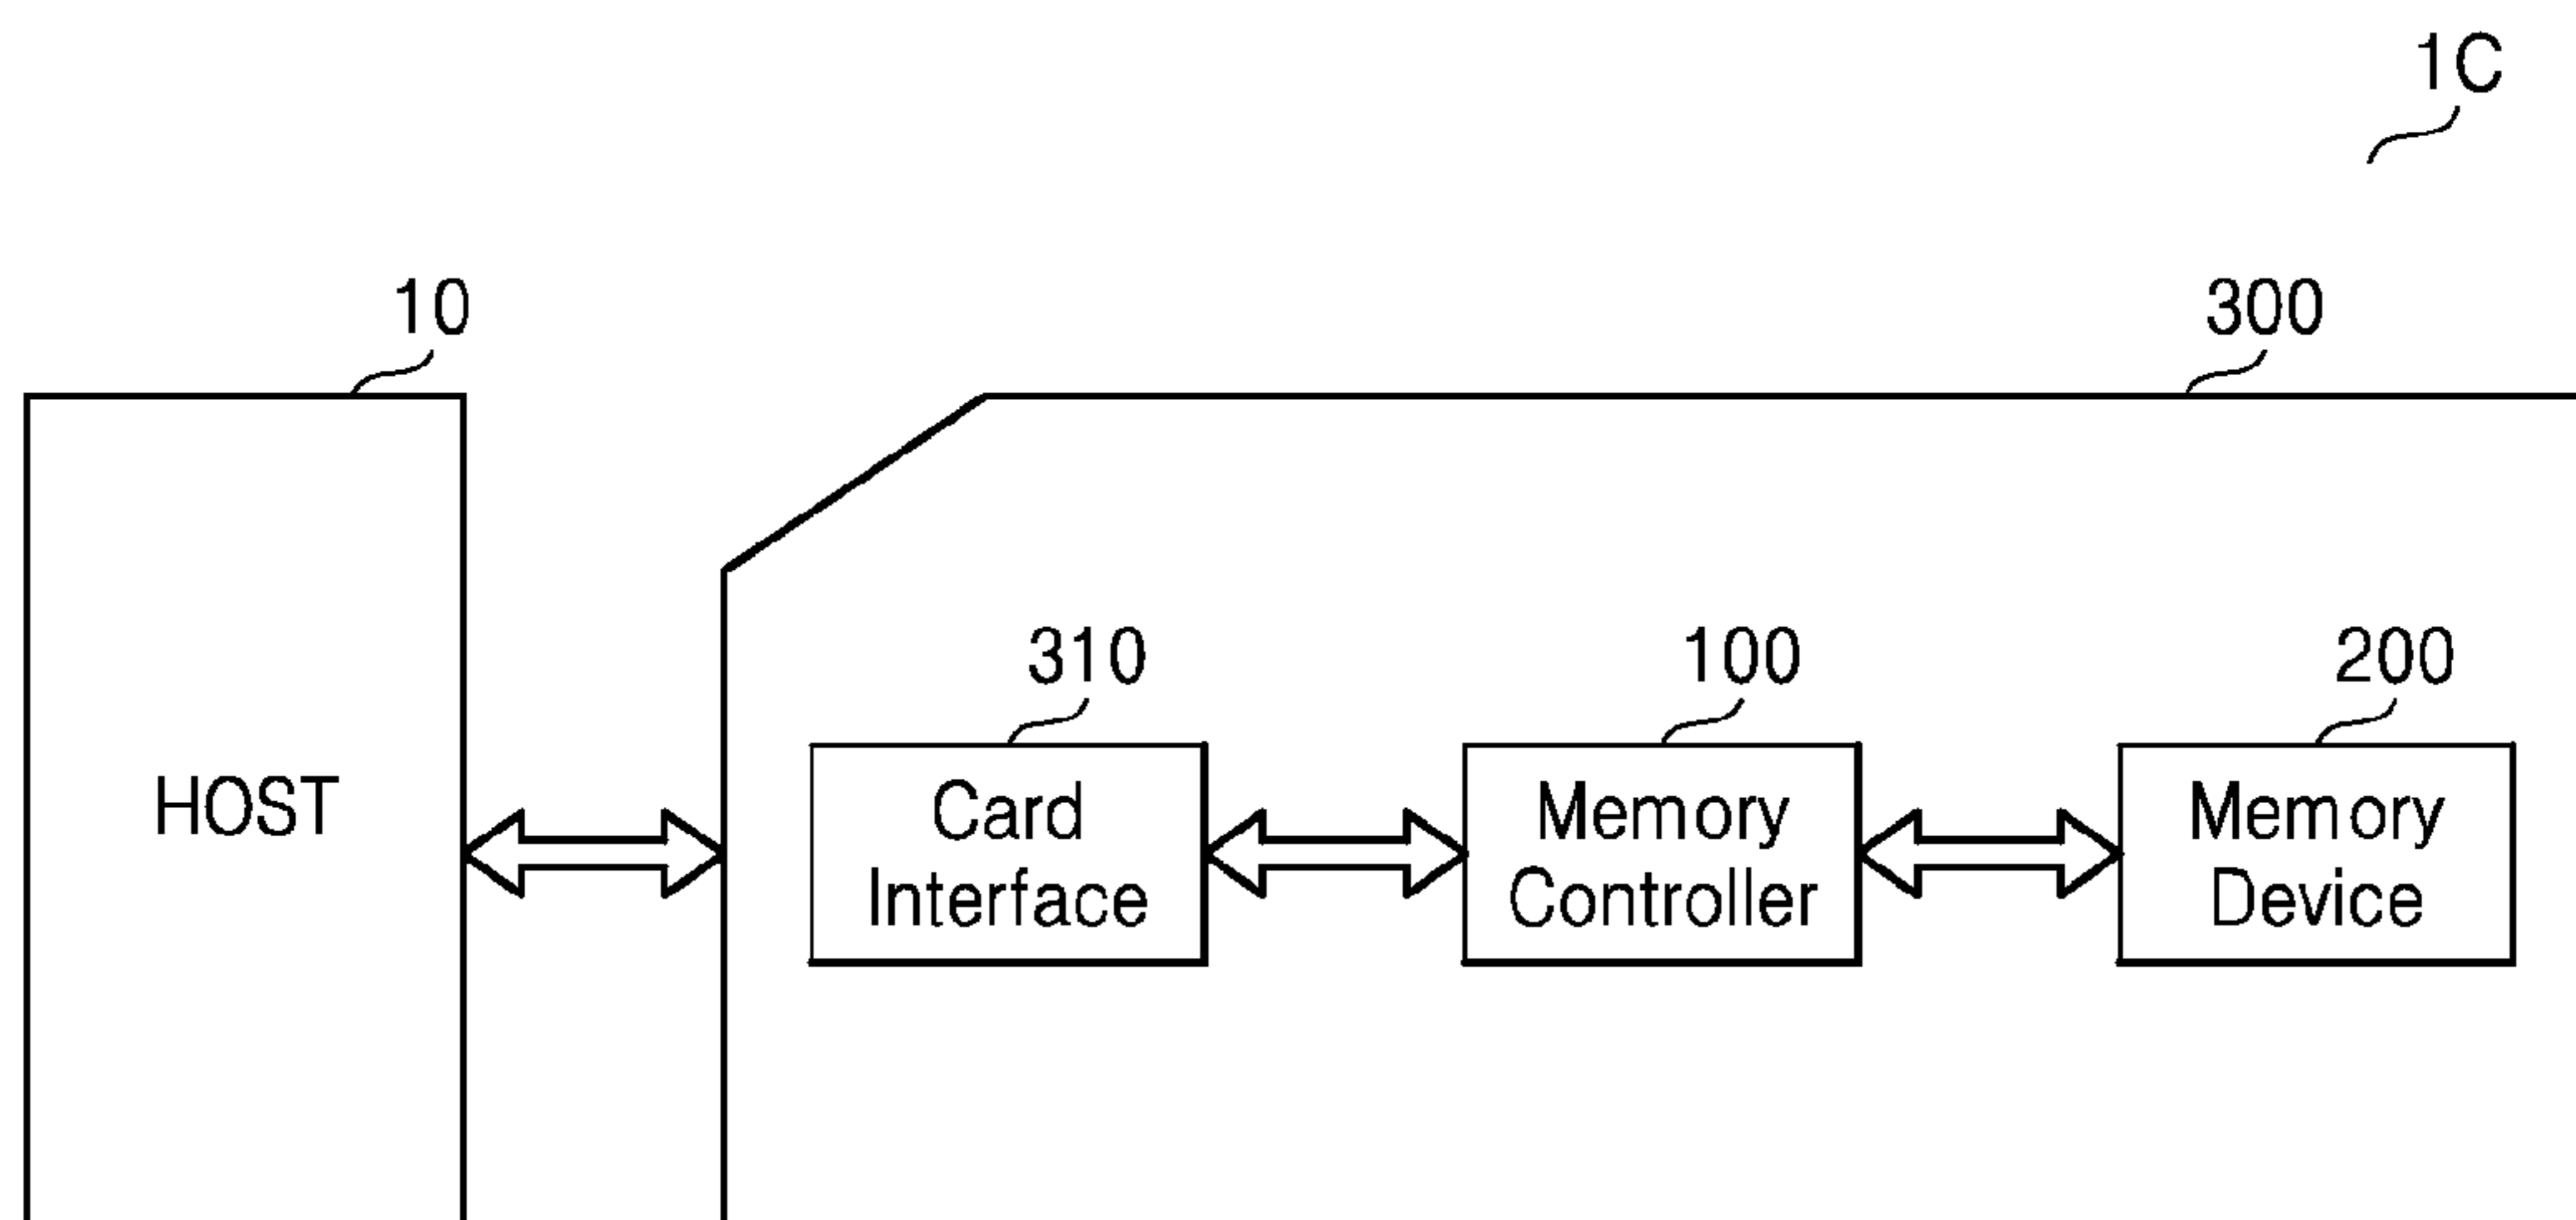 1C
10
300
310
100
200
HOST
Card
Interface
Memory
Controller
Memory
Device